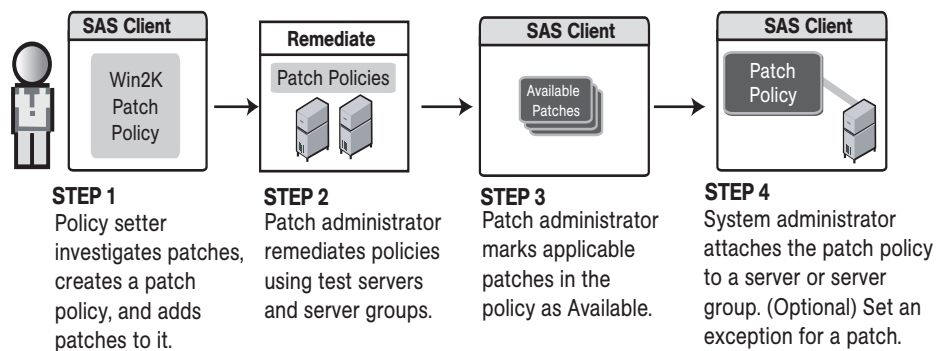 SAS Client
Win2K
Patch
Policy
Remediate
Patch Policies
SAS Client
Available
Patches
SAS Client
Patch
Policy
STEP 1
Policy setter
investigates patches,
creates a patch
policy, and adds
patches to it.
STEP 2
Patch administrator
remediates policies
using test servers
and server groups.
STEP 3
Patch administrator
marks applicable
patches in the
policy as Available.
STEP 4
System administrator
attaches the patch policy
to a server or server
group. (Optional) Set an
exception for a patch.